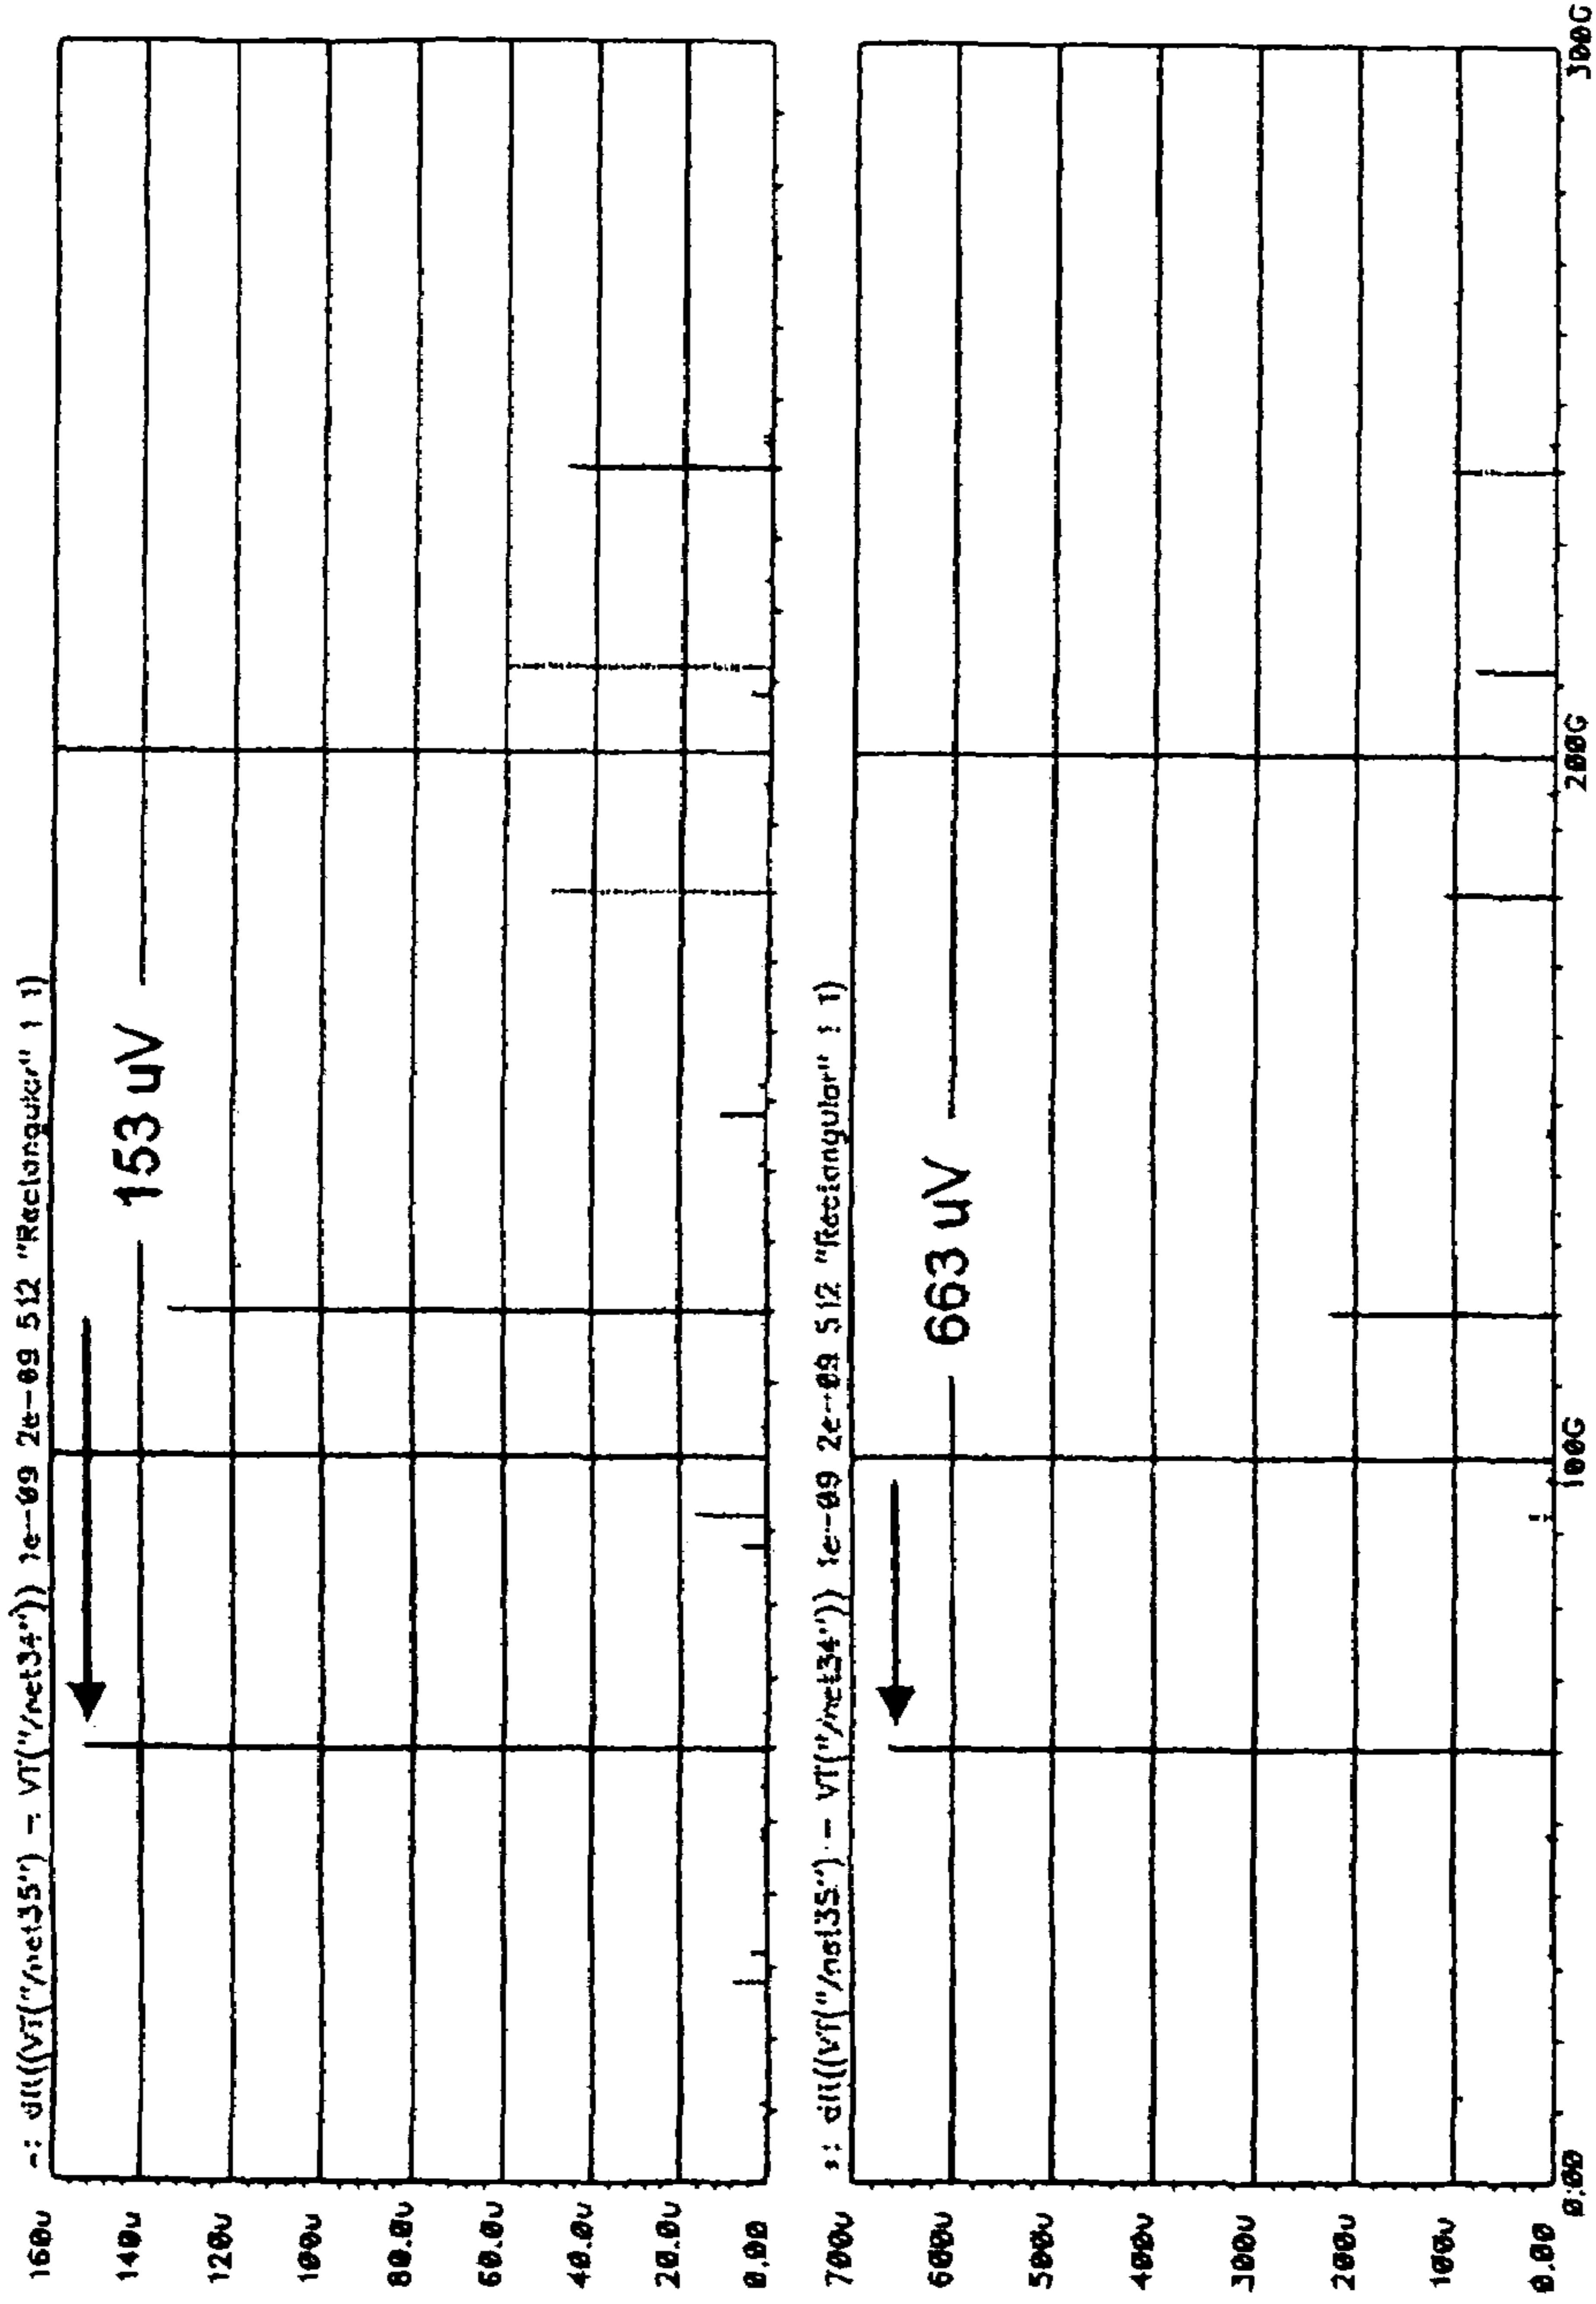 dft((VT("/net35") - VT("/net34")) 1e-09 2e-09 512 "Rectangular" 1 1)
160u
140u
120u
100u
80.0u
60.0u
40.0u
20.0u
0.00
153 uV
dft((VT("/net35") - VT("/net34")) 1e-09 2e-09 512 "Rectangular" 1 1)
700u
600u
500u
400u
300u
200u
100u
0.00
663 uV
0.00
100G
200G
300G